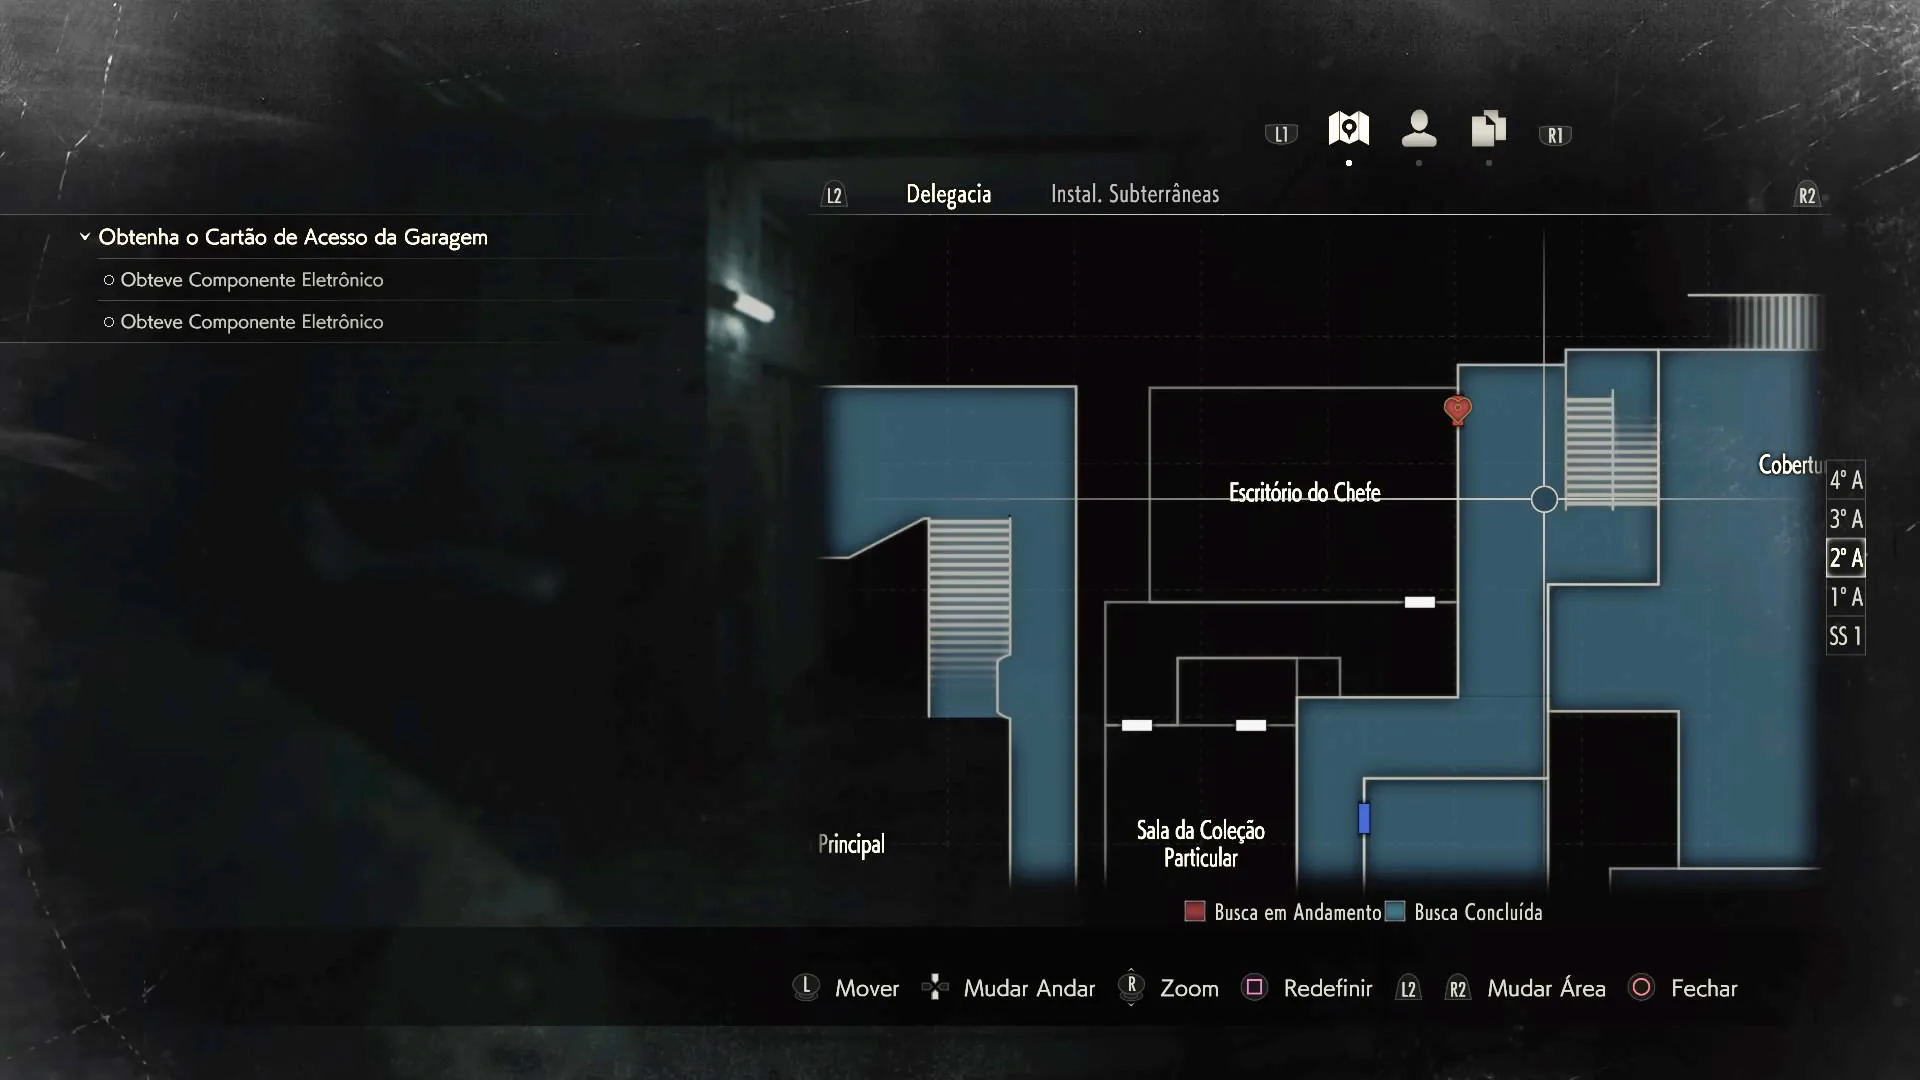 L1
R1
L2
Delegacia
Instal. Subterrâneas
R2
Obtenha o Cartão de Acesso da Garagem
Obteve Componente Eletrônico
Obteve Componente Eletrônico
Escritório do Chefe
Cobertu
4° A
3° A
2° A
1° A
SS 1
Principal
Sala da Coleção
Particular
Busca em Andamento
Busca Concluída
L Mover
Mudar Andar
R Zoom
Redefinir
L2 R2 Mudar Área
Fechar